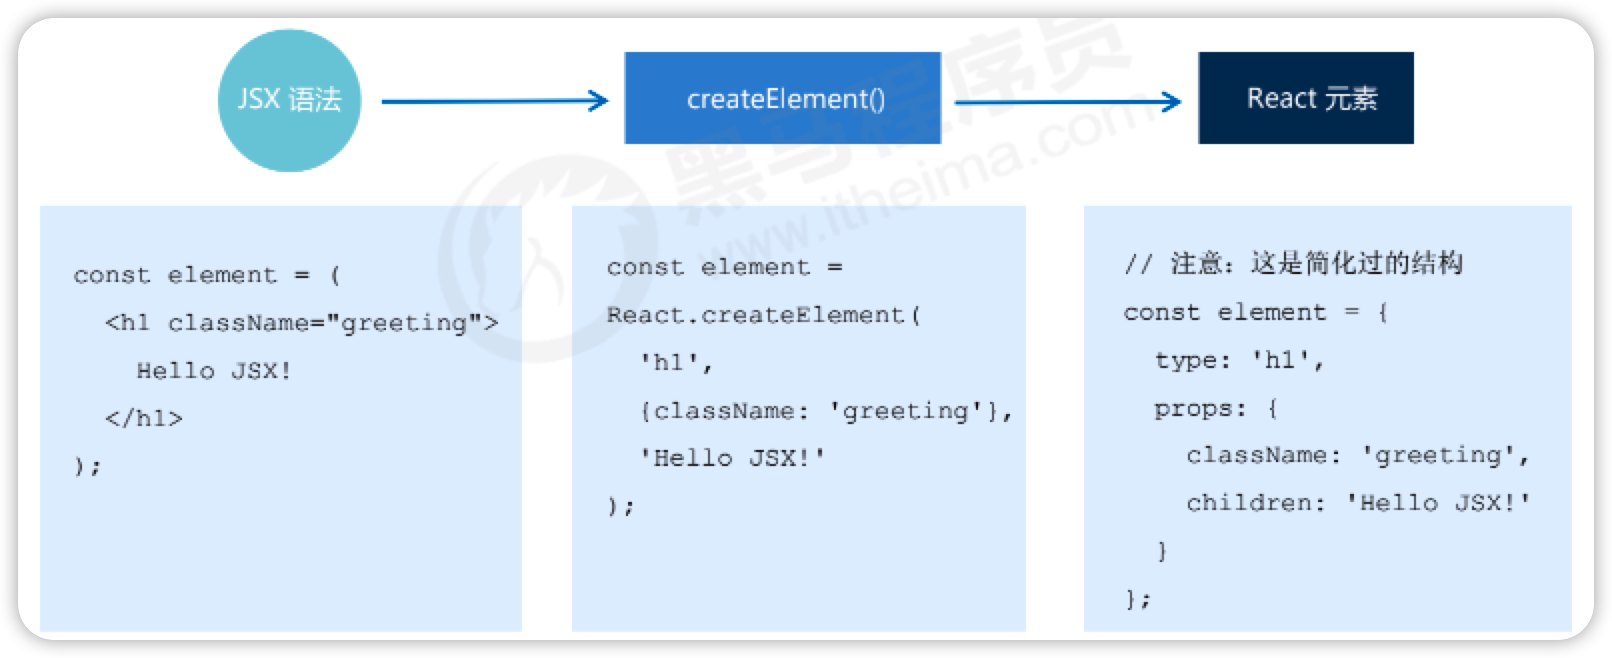 JSX 语法
createElement()
React 元素
黑马程序员
www.itheima.com
const element = (
<h1 className="greeting">
Hello JSX!
</h1>
);
const element =
React.createElement(
'h1',
{className: 'greeting'},
'Hello JSX!'
);
// 注意：这是简化过的结构
const element = {
type: 'h1',
props: {
className: 'greeting',
children: 'Hello JSX!'
}
};